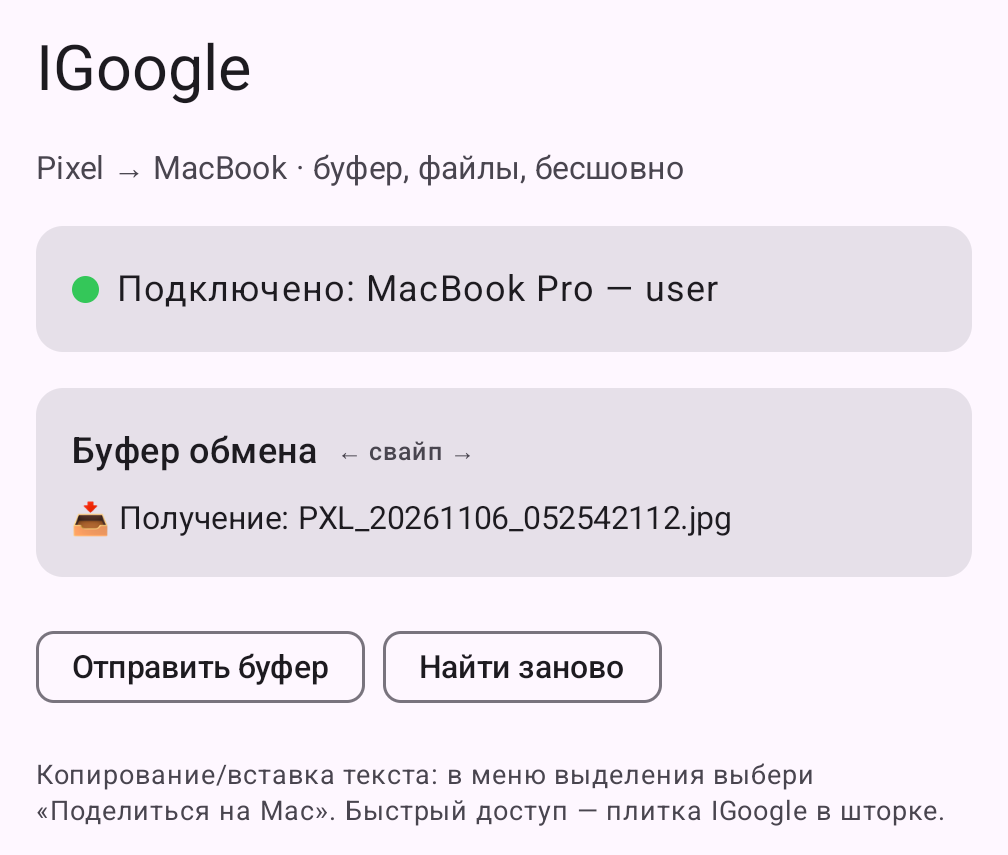 IGoogle
Pixel → MacBook · буфер, файлы, бесшовно
Подключено: MacBook Pro — user
Буфер обмена ← свайп →
📥 Получение: PXL_20261106_052542112.jpg
Отправить буфер Найти заново
Копирование/вставка текста: в меню выделения выбери
«Поделиться на Mac». Быстрый доступ — плитка IGoogle в шторке.